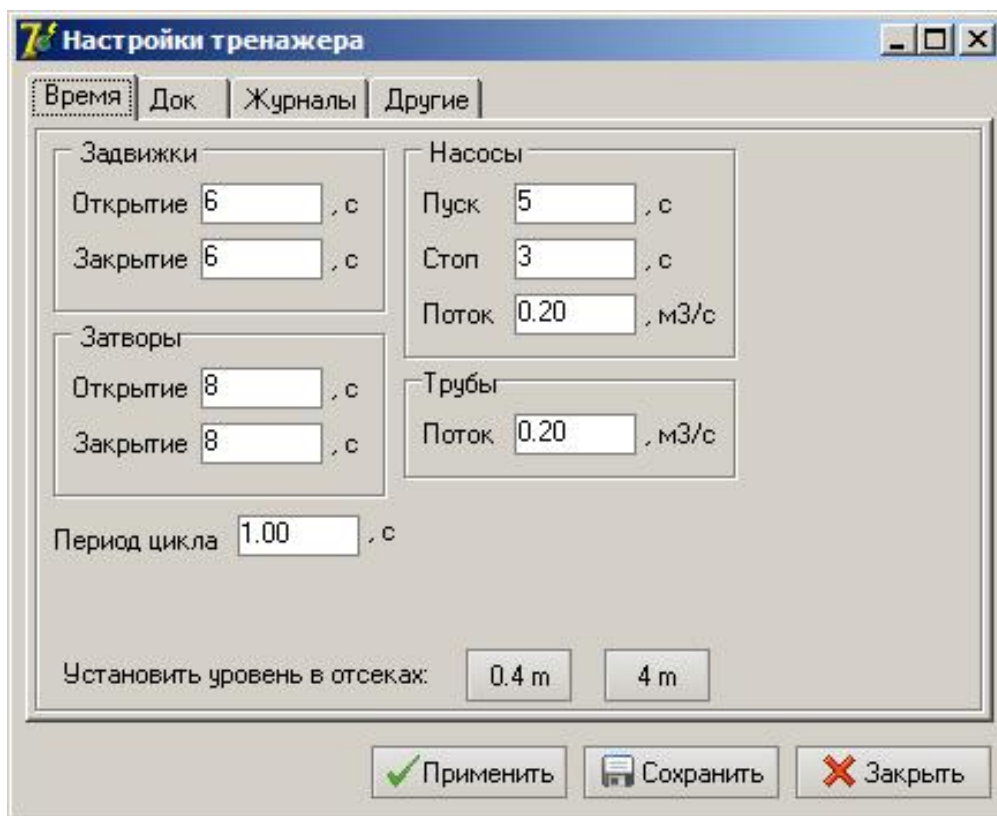 Настройки тренажера
Время Док Журналы Другие
Задвижки
Открытие 6 , с
Закрытие 6 , с
Затворы
Открытие 8 , с
Закрытие 8 , с
Насосы
Пуск 5 , с
Стоп 3 , с
Поток 0.20 , м3/с
Трубы
Поток 0.20 , м3/с
Период цикла 1.00 , с
Установить уровень в отсеках: 0.4 m 4 m
Применить Сохранить Закрыть